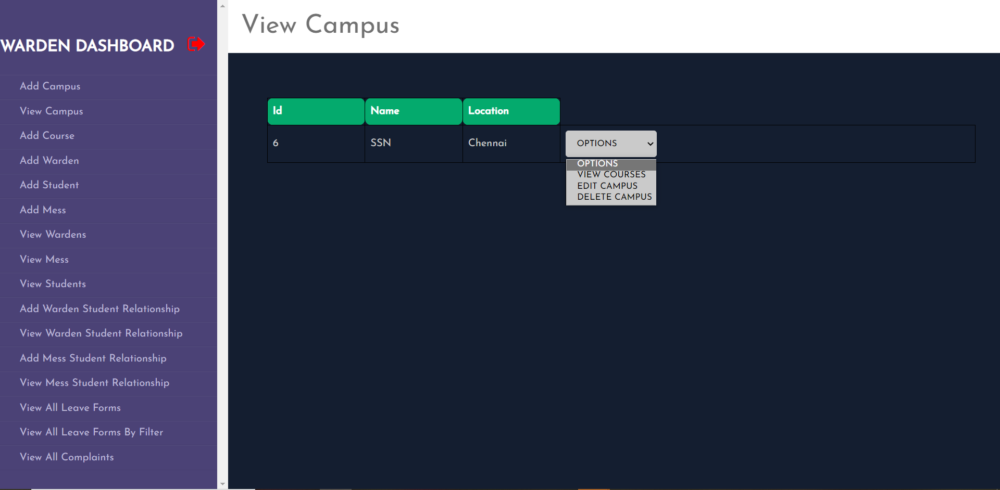 WARDEN DASHBOARD
Add Campus
View Campus
Add Course
Add Warden
Add Student
Add Mess
View Wardens
View Mess
View Students
Add Warden Student Relationship
View Warden Student Relationship
Add Mess Student Relationship
View Mess Student Relationship
View All Leave Forms
View All Leave Forms By Filter
View All Complaints
View Campus
Id Name Location
6 SSN Chennai OPTIONS
OPTIONS
VIEW COURSES
EDIT CAMPUS
DELETE CAMPUS